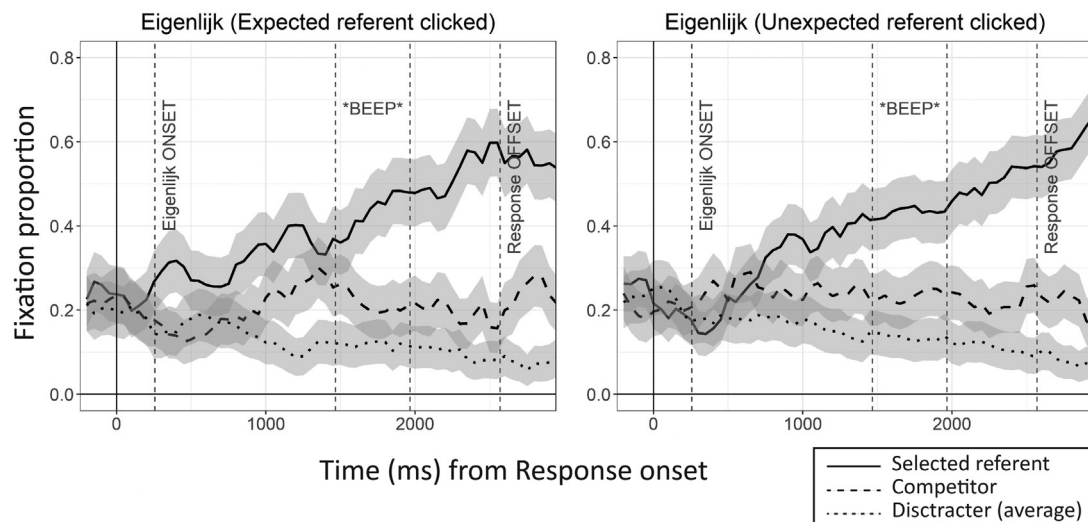 Eigenlijk (Expected referent clicked)
Eigenlijk (Unexpected referent clicked)
Fixation proportion
0.8
0.6
0.4
0.2
0.0
Eigenlijk ONSET
*BEEP*
Response OFFSET
0
1000
2000
0.8
0.6
0.4
0.2
0.0
Eigenlijk ONSET
*BEEP*
Response OFFSET
0
1000
2000
Time (ms) from Response onset
Selected referent
Competitor
Disctracter (average)